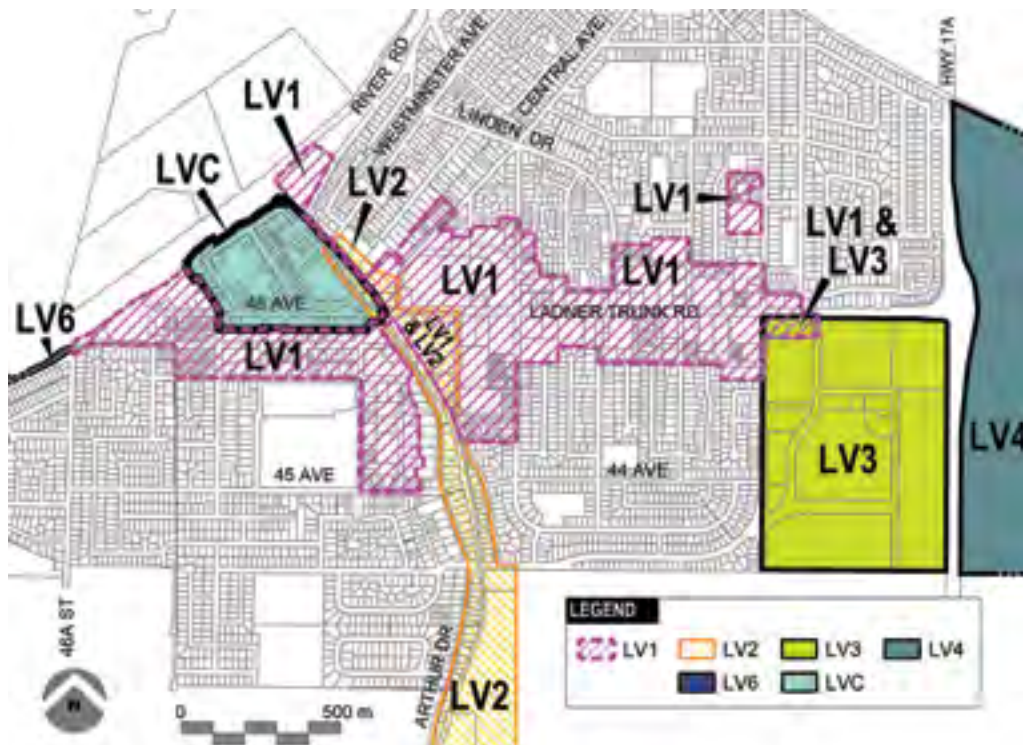 HWY 17A
RIVER RD
WESTMINSTER AVE
CENTRAL AVE
LINDEN DR
LV1
LVC
LV2
LV1
LV1 &
LV3
LV1
LV1
48 AVE
LADNER TRUNK RD.
LV6
LV1
LV1
& LV2
LV4
LV3
45 AVE
44 AVE
46A ST
ARTHUR DR
LV2
N
0 500 m
LEGEND
LV1 LV2 LV3 LV4
LV6 LVC